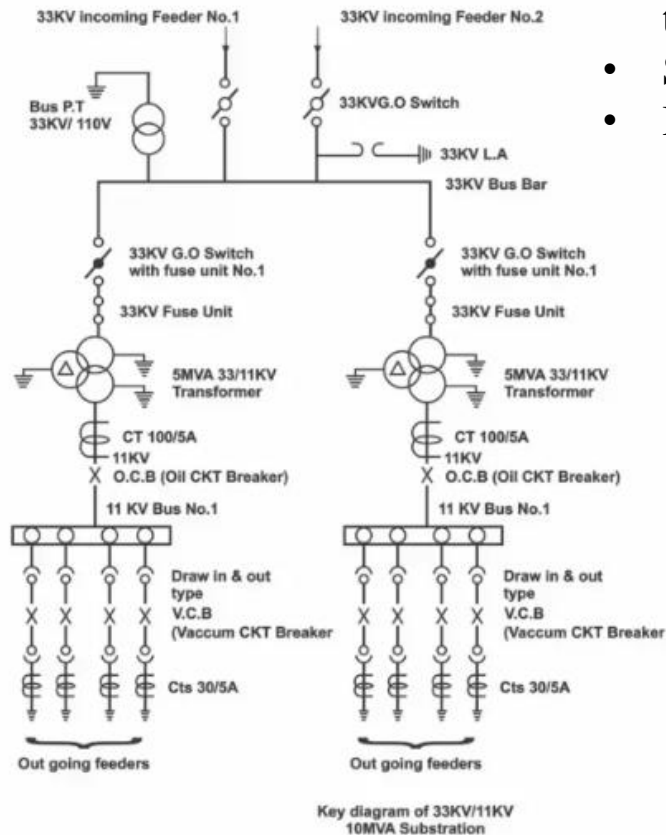 33KV incoming Feeder No.1
33KV incoming Feeder No.2
Bus P.T
33KV/ 110V
33KVG.O Switch
33KV L.A
33KV Bus Bar
33KV G.O Switch
with fuse unit No.1
33KV G.O Switch
with fuse unit No.1
33KV Fuse Unit
33KV Fuse Unit
5MVA 33/11KV
Transformer
5MVA 33/11KV
Transformer
CT 100/5A
CT 100/5A
11KV
11KV
O.C.B (Oil CKT Breaker)
O.C.B (Oil CKT Breaker)
11 KV Bus No.1
11 KV Bus No.1
Draw in & out
type
V.C.B
(Vaccum CKT Breaker
Draw in & out
type
V.C.B
(Vaccum CKT Breaker
Cts 30/5A
Cts 30/5A
Out going feeders
Out going feeders
Key diagram of 33KV/11KV
10MVA Substration